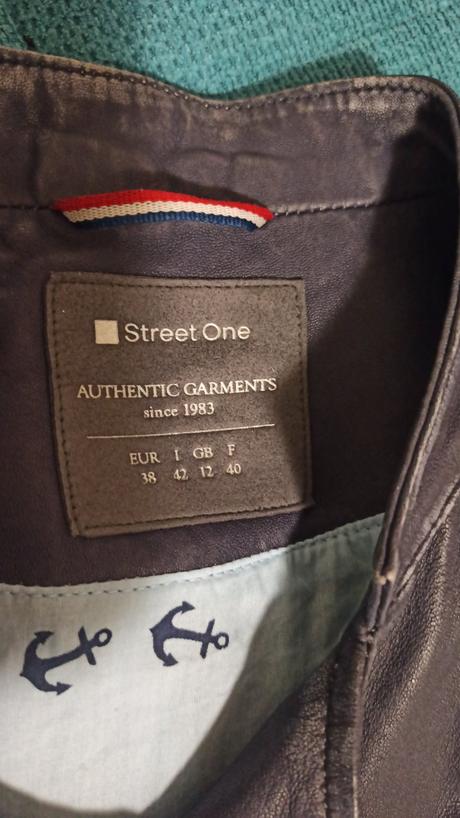 Street One
AUTHENTIC GARMENTS
since 1983
EUR I GB F
38 42 12 40